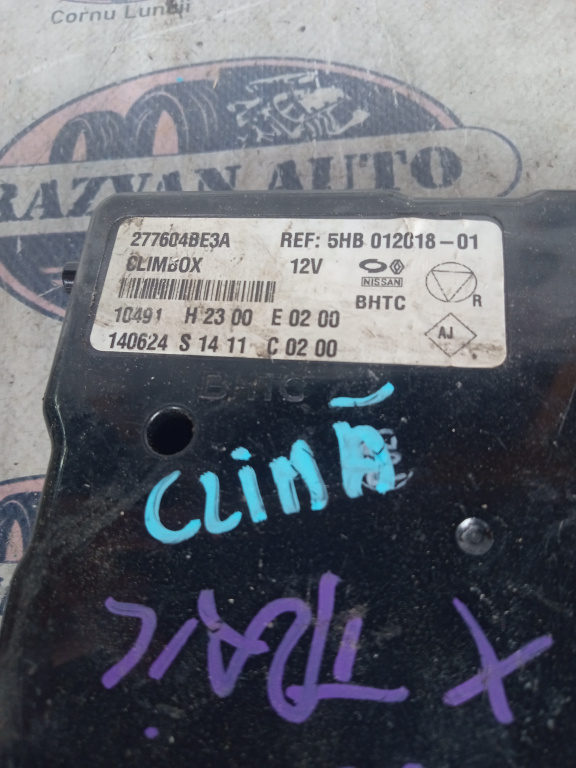 Cornu Luncii
RAZVAN AUTO
277604BE3A REF: 5HB 012018-01
CLIMBOX 12V NISSAN
BHTC R
10491 H 23 00 E 02 00 AJ
140624 S 14 11 C 02 00
BHTC
CLIMĂ
X TRAiL